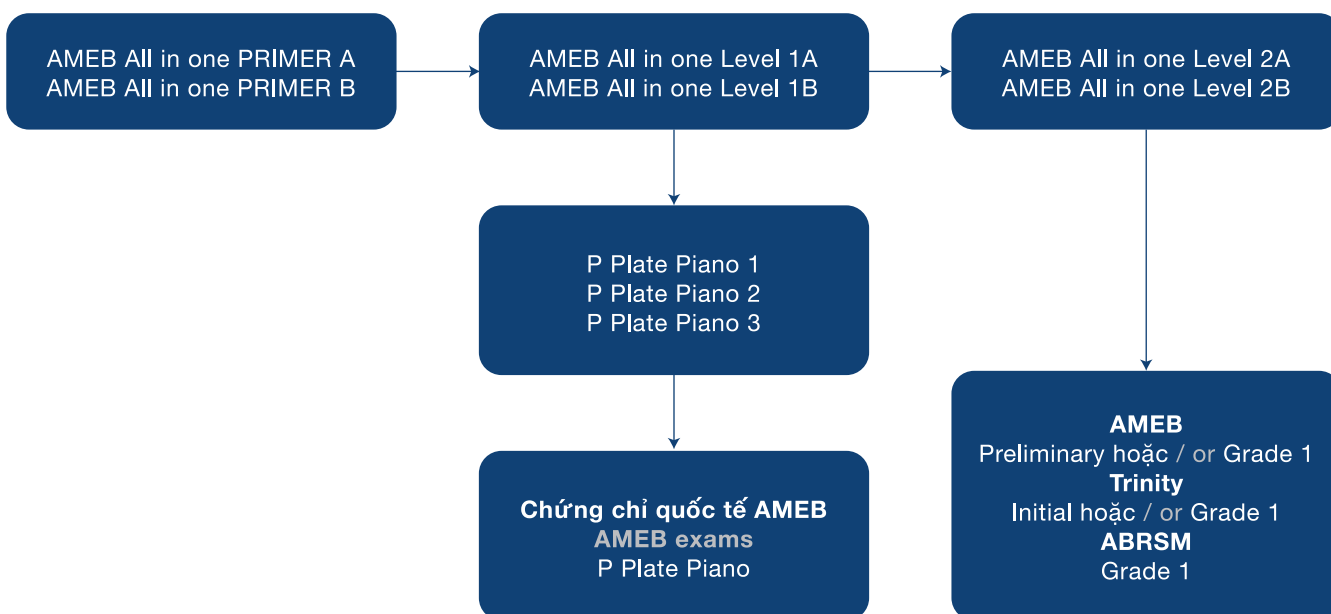 AMEB All in one PRIMER A
AMEB All in one PRIMER B
AMEB All in one Level 1A
AMEB All in one Level 1B
AMEB All in one Level 2A
AMEB All in one Level 2B
P Plate Piano 1
P Plate Piano 2
P Plate Piano 3
Chứng chỉ quốc tế AMEB
AMEB exams
P Plate Piano
AMEB
Preliminary hoặc / or Grade 1
Trinity
Initial hoặc / or Grade 1
ABRSM
Grade 1